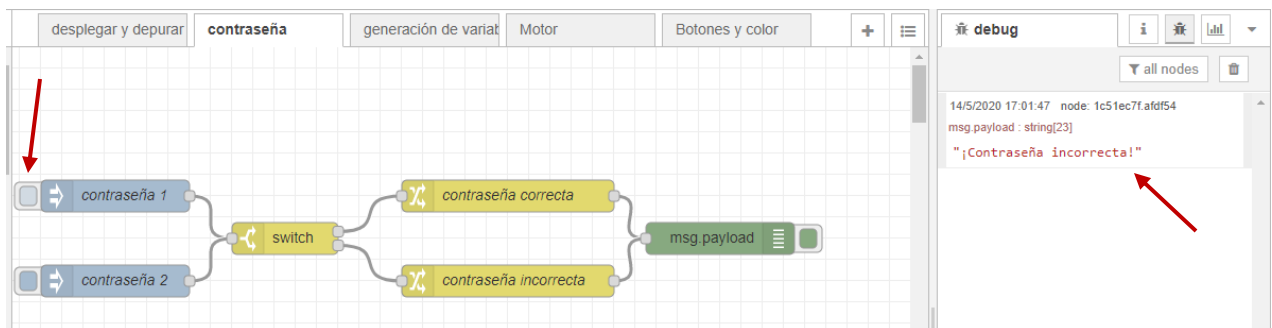 desplegar y depurar
contraseña
generación de variab
Motor
Botones y color
debug
i
all nodes
14/5/2020 17:01:47 node: 1c51ec7f.afdf54
msg.payload : string[23]
"¡Contraseña incorrecta!"
contraseña 1
contraseña correcta
switch
msg.payload
contraseña 2
contraseña incorrecta